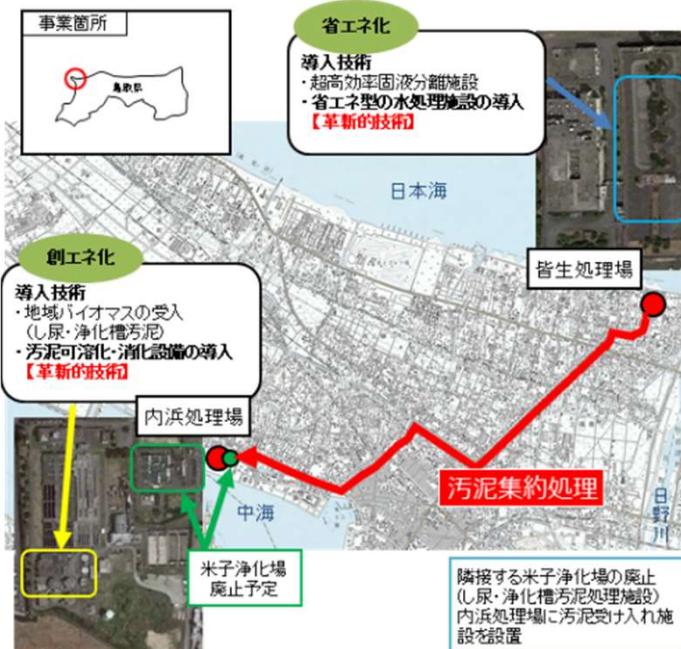 事業箇所
鳥取県
省エネ化
導入技術
・超高効率固液分離施設
・省エネ型の水処理施設の導入
【革新的技術】
日本海
皆生処理場
創エネ化
導入技術
・地域バイオマスの受入
(し尿・浄化槽汚泥)
・汚泥可溶化・消化設備の導入
【革新的技術】
内浜処理場
汚泥集約処理
中海
日野川
米子浄化場
廃止予定
隣接する米子浄化場の廃止
(し尿・浄化槽汚泥処理施設)
内浜処理場に汚泥受け入れ施
設を設置